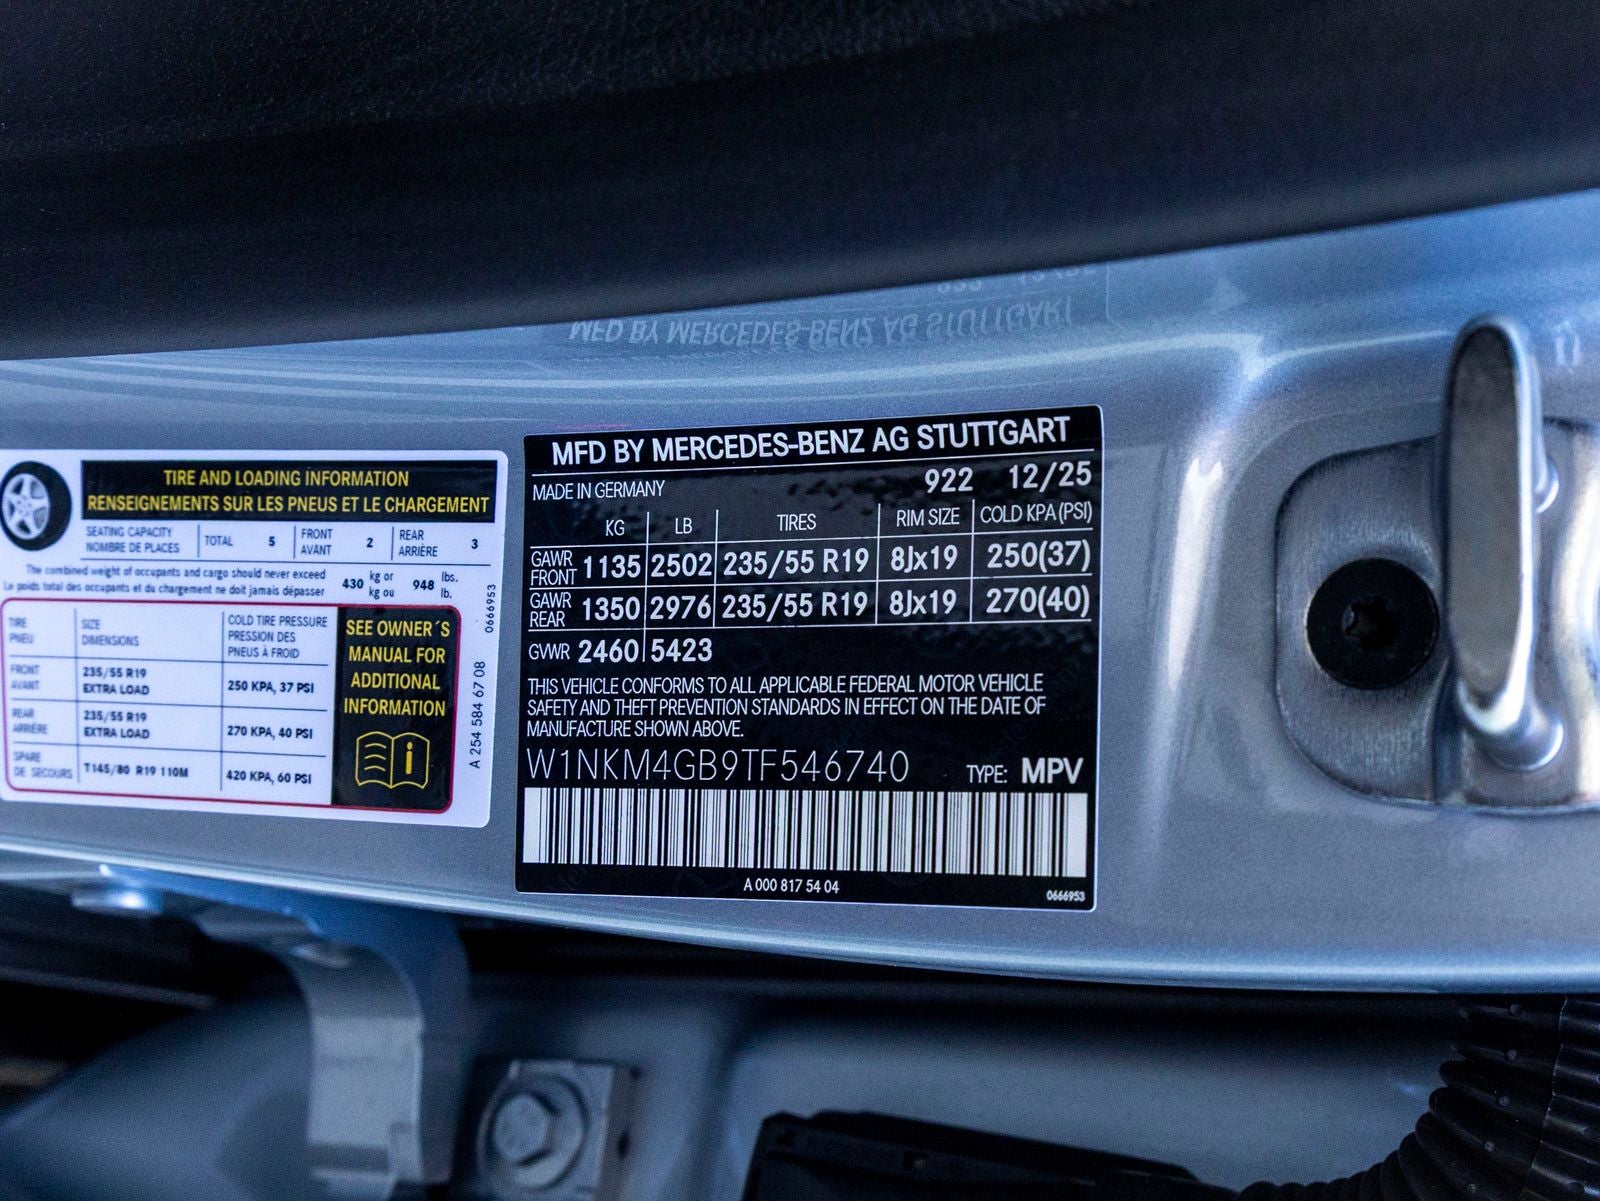 TIRE AND LOADING INFORMATION
RENSEIGNEMENTS SUR LES PNEUS ET LE CHARGEMENT
SEATING CAPACITY
NOMBRE DE PLACES
TOTAL 5
FRONT
AVANT
2
REAR
ARRIÈRE
3
The combined weight of occupants and cargo should never exceed
Le poids total des occupants et du chargement ne doit jamais dépasser
430 kg or
kg ou
948 lbs.
lb.
TIRE
PNEU
SIZE
DIMENSIONS
COLD TIRE PRESSURE
PRESSION DES
PNEUS À FROID
FRONT
AVANT
235/55 R19
EXTRA LOAD
250 KPA, 37 PSI
REAR
ARRIÈRE
235/55 R19
EXTRA LOAD
270 KPA, 40 PSI
SPARE
DE SECOURS
T145/80 R19 110M
420 KPA, 60 PSI
SEE OWNER´S
MANUAL FOR
ADDITIONAL
INFORMATION
A 254 584 67 08
0666953
MFD BY MERCEDES-BENZ AG STUTTGART
MADE IN GERMANY 922 12/25
KG LB TIRES RIM SIZE COLD KPA (PSI)
GAWR
FRONT
1135 2502 235/55 R19 8Jx19 250(37)
GAWR
REAR
1350 2976 235/55 R19 8Jx19 270(40)
GVWR 2460 5423
THIS VEHICLE CONFORMS TO ALL APPLICABLE FEDERAL MOTOR VEHICLE
SAFETY AND THEFT PREVENTION STANDARDS IN EFFECT ON THE DATE OF
MANUFACTURE SHOWN ABOVE.
W1NKM4GB9TF546740 TYPE: MPV
A 000 817 54 04
0666953